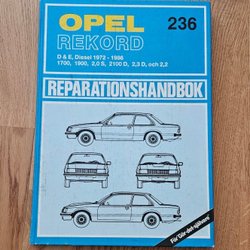 OPEL 236
REKORD
D & E, Diesel 1972 - 1986
1700, 1900, 2,0 S, 2100 D, 2,3 D, och 2,2
REPARATIONSHANDBOK
För 'Gör-det-självare'